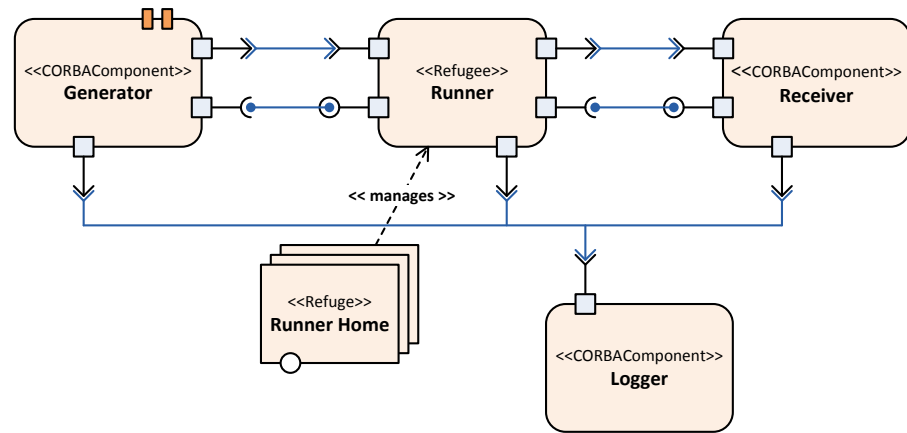 <<CORBAComponent>>
Generator
<<Refugee>>
Runner
<<CORBAComponent>>
Receiver
<< manages >>
<<Refuge>>
Runner Home
<<CORBAComponent>>
Logger